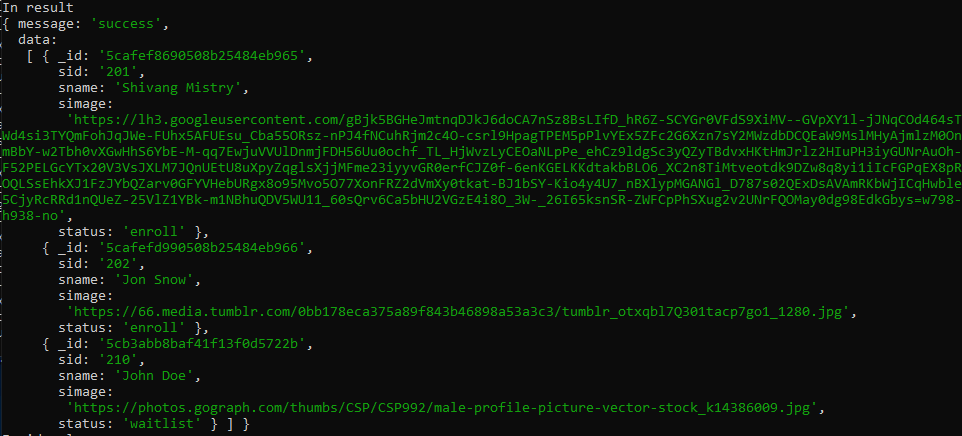 In result
{ message: 'success',
data:
[ { _id: '5cafef8690508b25484eb965',
sid: '201',
sname: 'Shivang Mistry',
simage:
'https://lh3.googleusercontent.com/gBjk5BGHeJmtnqDJkJ6doCA7nSz8BsLIfD_hR6Z-SCYGr0VFdS9XiMV--GVpXY1l-jJNqCOd464sT
Wd4si3TYQmFohJqJWe-FUhx5AFUEsu_Cba55ORsz-nPJ4fNCuhRjm2c4O-csrl9HpagTPEM5pPlvYEx5ZFc2G6Xzn7sY2MWzdbDCQEaW9MslMHyAjmlzM0On
mBbY-w2Tbh0vXGwHhS6YbE-M-qq7EwjuVVUlDnmjFDH56Uu0ochf_TL_HjWvzLyCEOaNLpPe_ehCz9ldgSc3yQZyTBdvxHKtHmJrlz2HIuPH3iyGUNrAuOh-
F52PELGcYTx20V3VsJXLM7JQnUEtU8uXpyZqglsXjjMFme23iyyvGR0erfCJZ0f-6enKGELKKdtakbBLO6_XC2n8TiMtveotdk9DZw8q8yi1iIcFGPqEX8pR
OQLSsEhkXJ1FzJYbQZarv0GFYVHebURgx8o95Mvo5O77XonFRZ2dVmXy0tkat-BJ1bSY-Kio4y4U7_nBXlypMGANGl_D787s02QExDsAVAmRKbWjICqHwble
5CjyRcRRd1nQUeZ-25VlZ1YBk-m1NBhuQDV5WU11_60sQrv6Ca5bHU2VGzE4i8O_3W-_26I65ksnSR-ZWFCpPhSXug2v2UNrFQOMay0dg98EdkGbys=w798-
h938-no',
status: 'enroll' },
{ _id: '5cafefd990508b25484eb966',
sid: '202',
sname: 'Jon Snow',
simage:
'https://66.media.tumblr.com/0bb178eca375a89f843b46898a53a3c3/tumblr_otxqbl7Q301tacp7go1_1280.jpg',
status: 'enroll' },
{ _id: '5cb3abb8baf41f13f0d5722b',
sid: '210',
sname: 'John Doe',
simage:
'https://photos.gograph.com/thumbs/CSP/CSP992/male-profile-picture-vector-stock_k14386009.jpg',
status: 'waitlist' } ] }